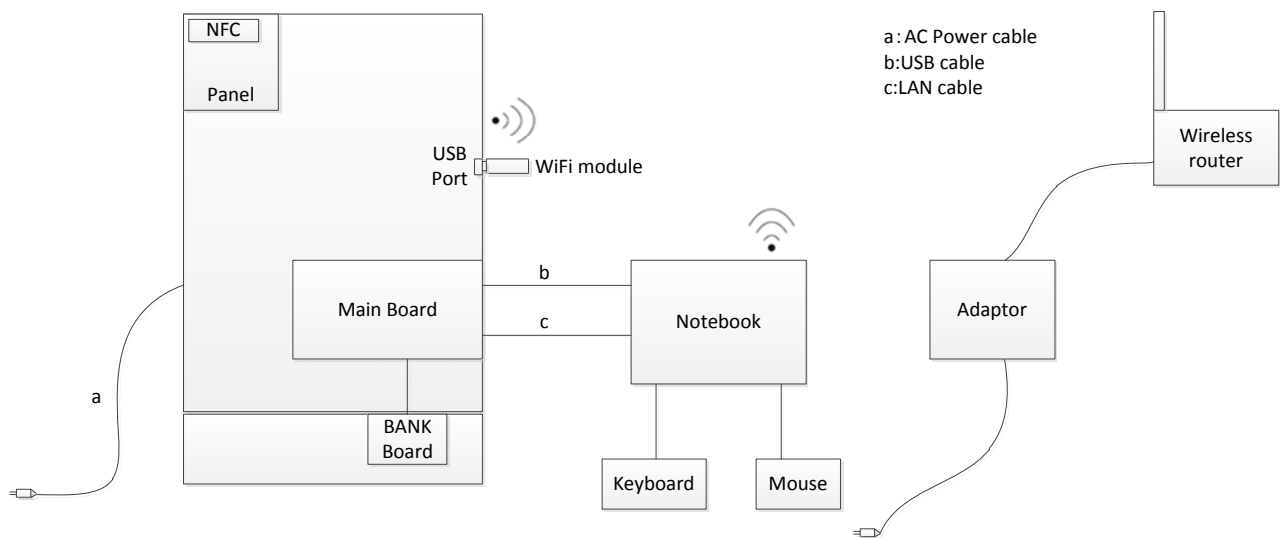 NFC
Panel
a：AC Power cable
b:USB cable
c:LAN cable
Wireless
router
USB
Port
WiFi module
b
Main Board
Notebook
Adaptor
c
a
BANK
Board
Keyboard
Mouse